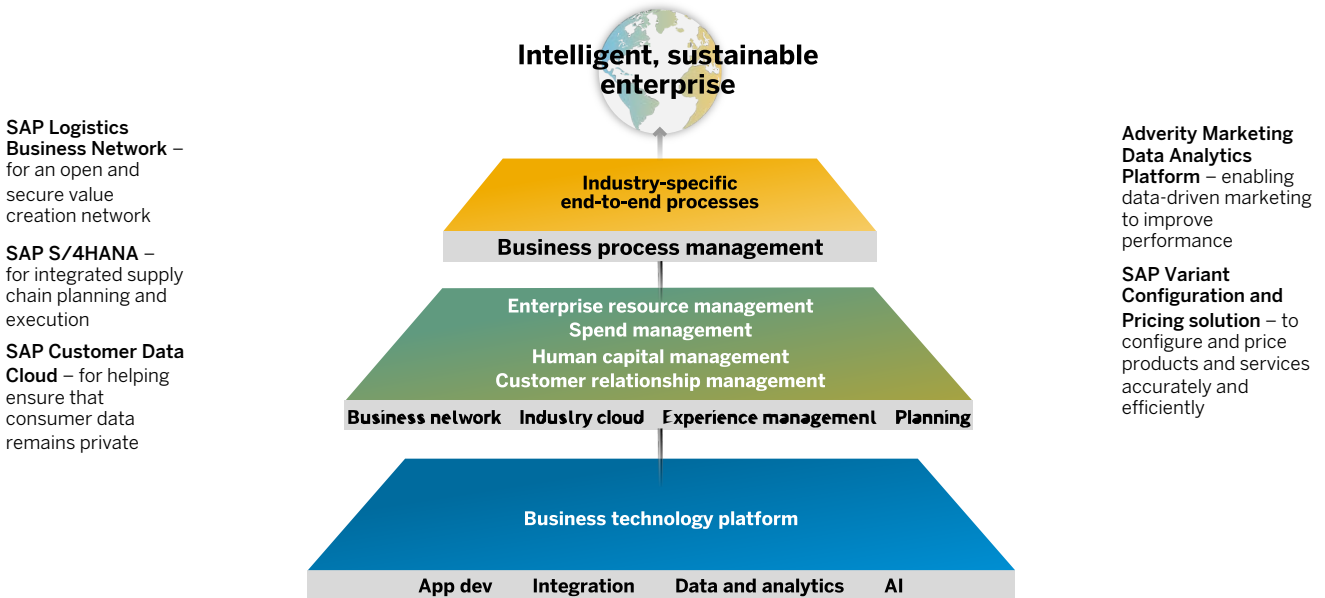 Intelligent, sustainable
enterprise
SAP Logistics
Business Network –
for an open and
secure value
creation network
SAP S/4HANA –
for integrated supply
chain planning and
execution
SAP Customer Data
Cloud – for helping
ensure that
consumer data
remains private
Industry-specific
end-to-end processes
Business process management
Enterprise resource management
Spend management
Human capital management
Customer relationship management
Business network Industry cloud Experience management Planning
Business technology platform
App dev Integration Data and analytics AI
Adverity Marketing
Data Analytics
Platform – enabling
data-driven marketing
to improve
performance
SAP Variant
Configuration and
Pricing solution – to
configure and price
products and services
accurately and
efficiently